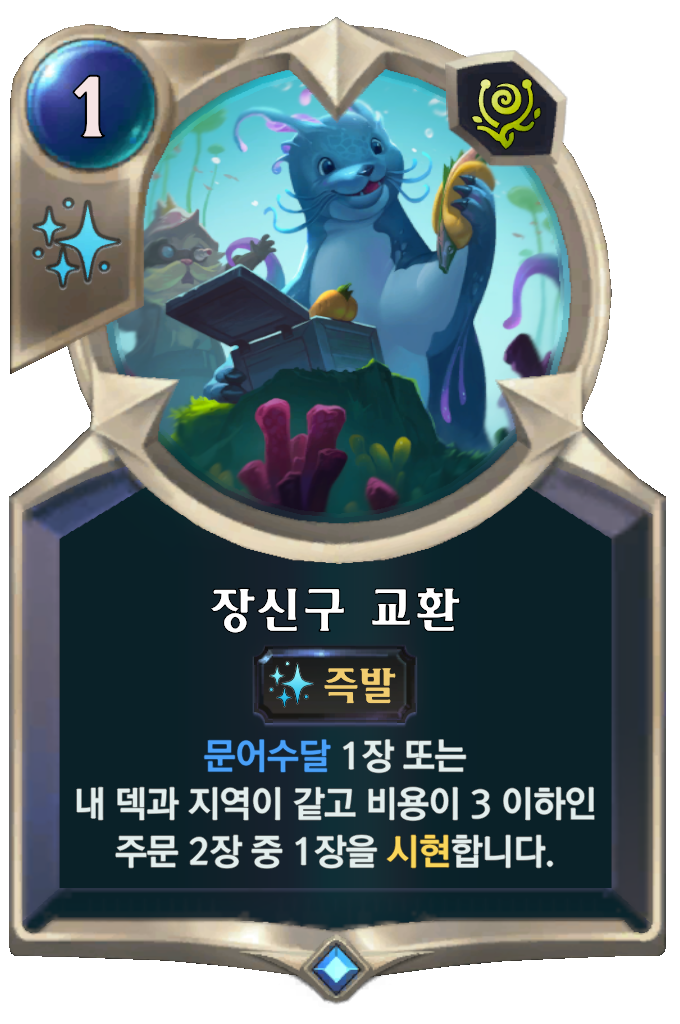 1
장신구 교환
즉발
문어수달 1장 또는
내 덱과 지역이 같고 비용이 3 이하인
주문 2장 중 1장을 시현합니다.